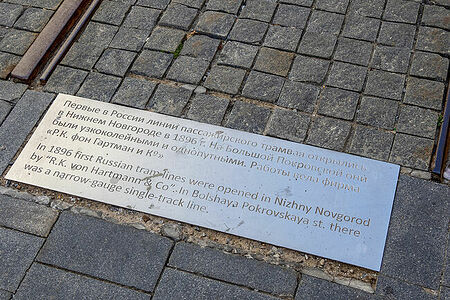 Первые в России линии пассажирского трамвая открылись
в Нижнем Новгороде в 1896 г. На Большой Покровской они
были узкоколейными и однопутными. Работы вела фирма
«Р.К. фон Гартман и К°»
In 1896 first Russian tram lines were opened in Nizhny Novgorod
by "R.K. von Hartmann & Co". In Bolshaya Pokrovskaya st. there
was a narrow-gauge single-track line.